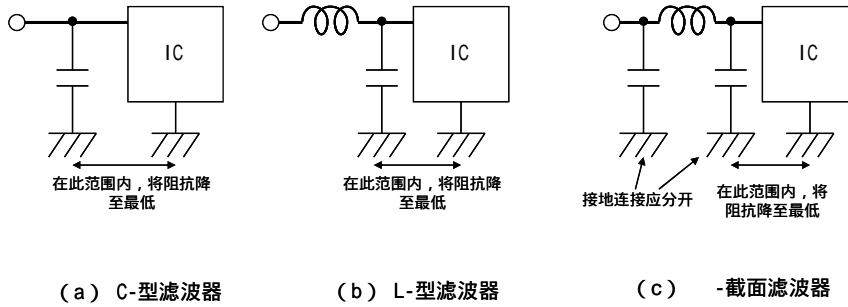 IC
IC
IC
在此范围内，将阻抗降
至最低
在此范围内，将阻抗降
至最低
接地连接应分开
在此范围内，将
阻抗降至最低
(a) C-型滤波器
(b) L-型滤波器
(c) -截面滤波器